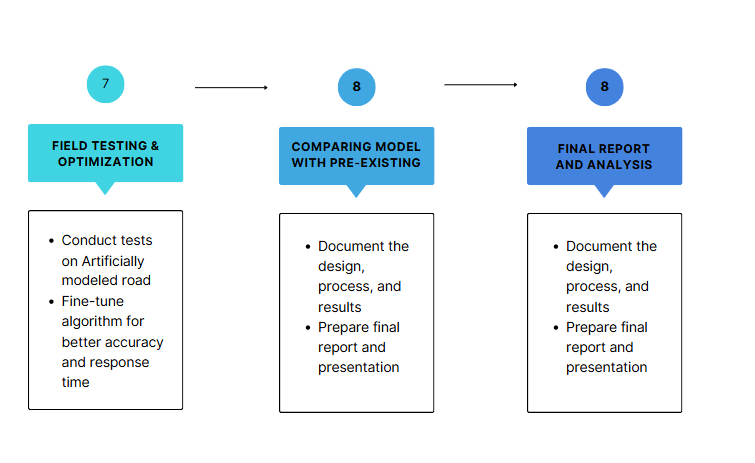 7
FIELD TESTING &
OPTIMIZATION
• Conduct tests
on Artificially
modeled road
• Fine-tune
algorithm for
better accuracy
and response
time
8
COMPARING MODEL
WITH PRE-EXISTING
• Document the
design,
process, and
results
• Prepare final
report and
presentation
8
FINAL REPORT
AND ANALYSIS
• Document the
design,
process, and
results
• Prepare final
report and
presentation